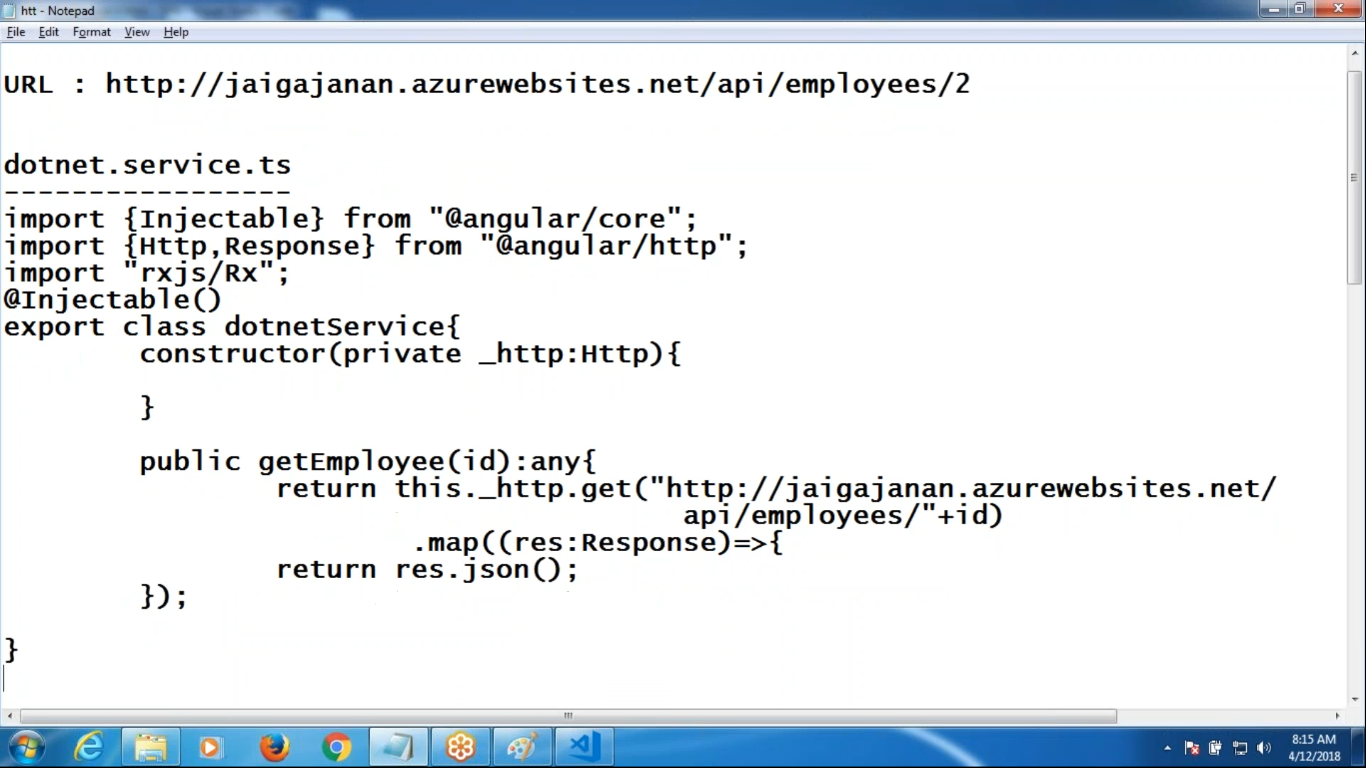 htt - Notepad
File Edit Format View Help
URL : http://jaigajanan.azurewebsites.net/api/employees/2
dotnet.service.ts
-----------------
import {Injectable} from "@angular/core";
import {Http,Response} from "@angular/http";
import "rxjs/Rx";
@Injectable()
export class dotnetService{
constructor(private _http:Http){
}
public getEmployee(id):any{
return this._http.get("http://jaigajanan.azurewebsites.net/
api/employees/"+id)
.map((res:Response)=>{
return res.json();
});
}
8:15 AM
4/12/2018